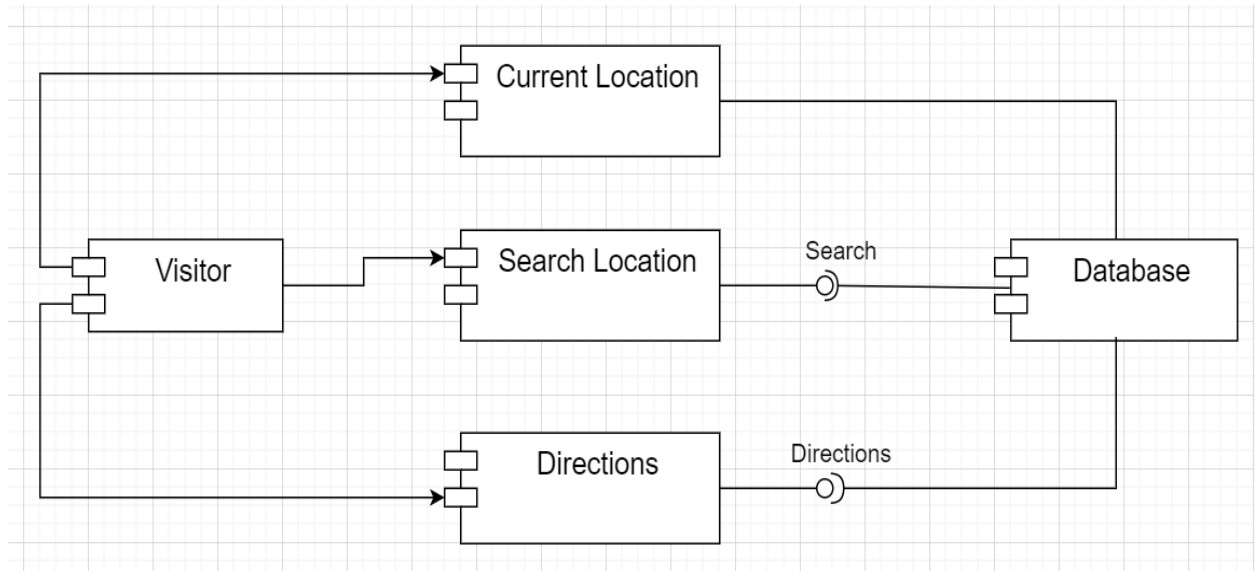 Current Location
Visitor
Search Location
Search
Database
Directions
Directions